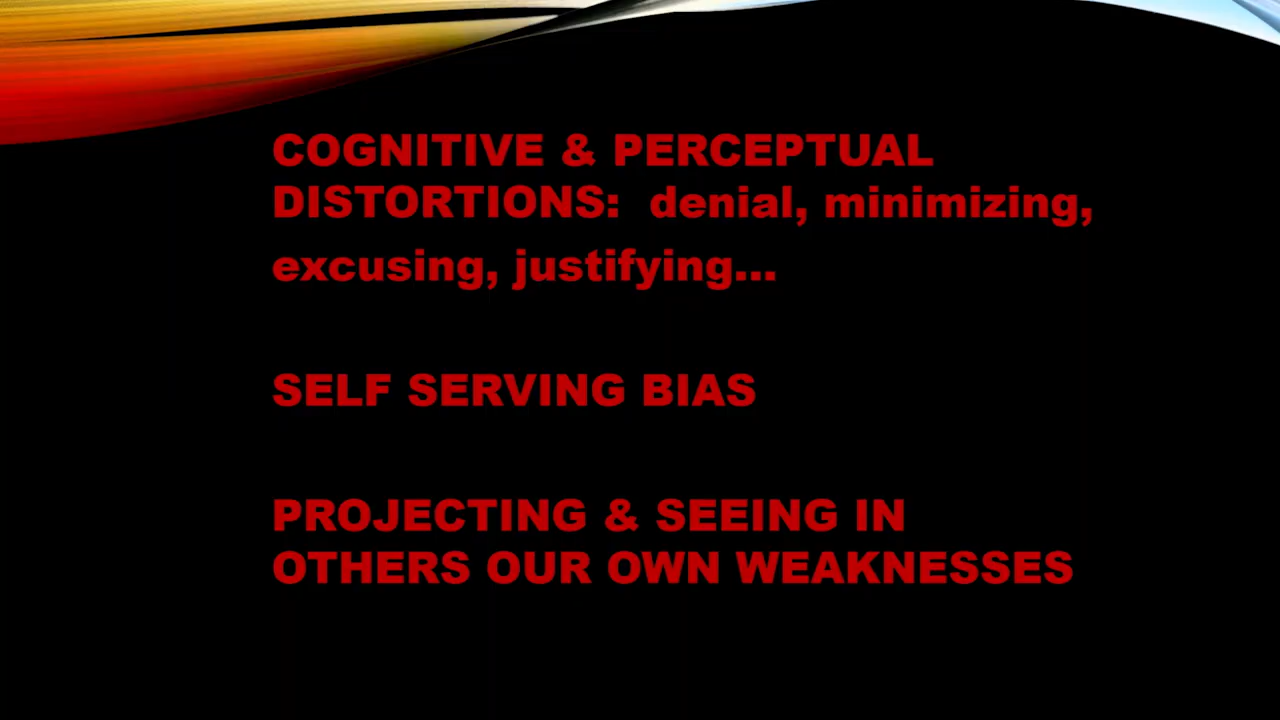 COGNITIVE & PERCEPTUAL
DISTORTIONS: denial, minimizing,
excusing, justifying...
SELF SERVING BIAS
PROJECTING & SEEING IN
OTHERS OUR OWN WEAKNESSES